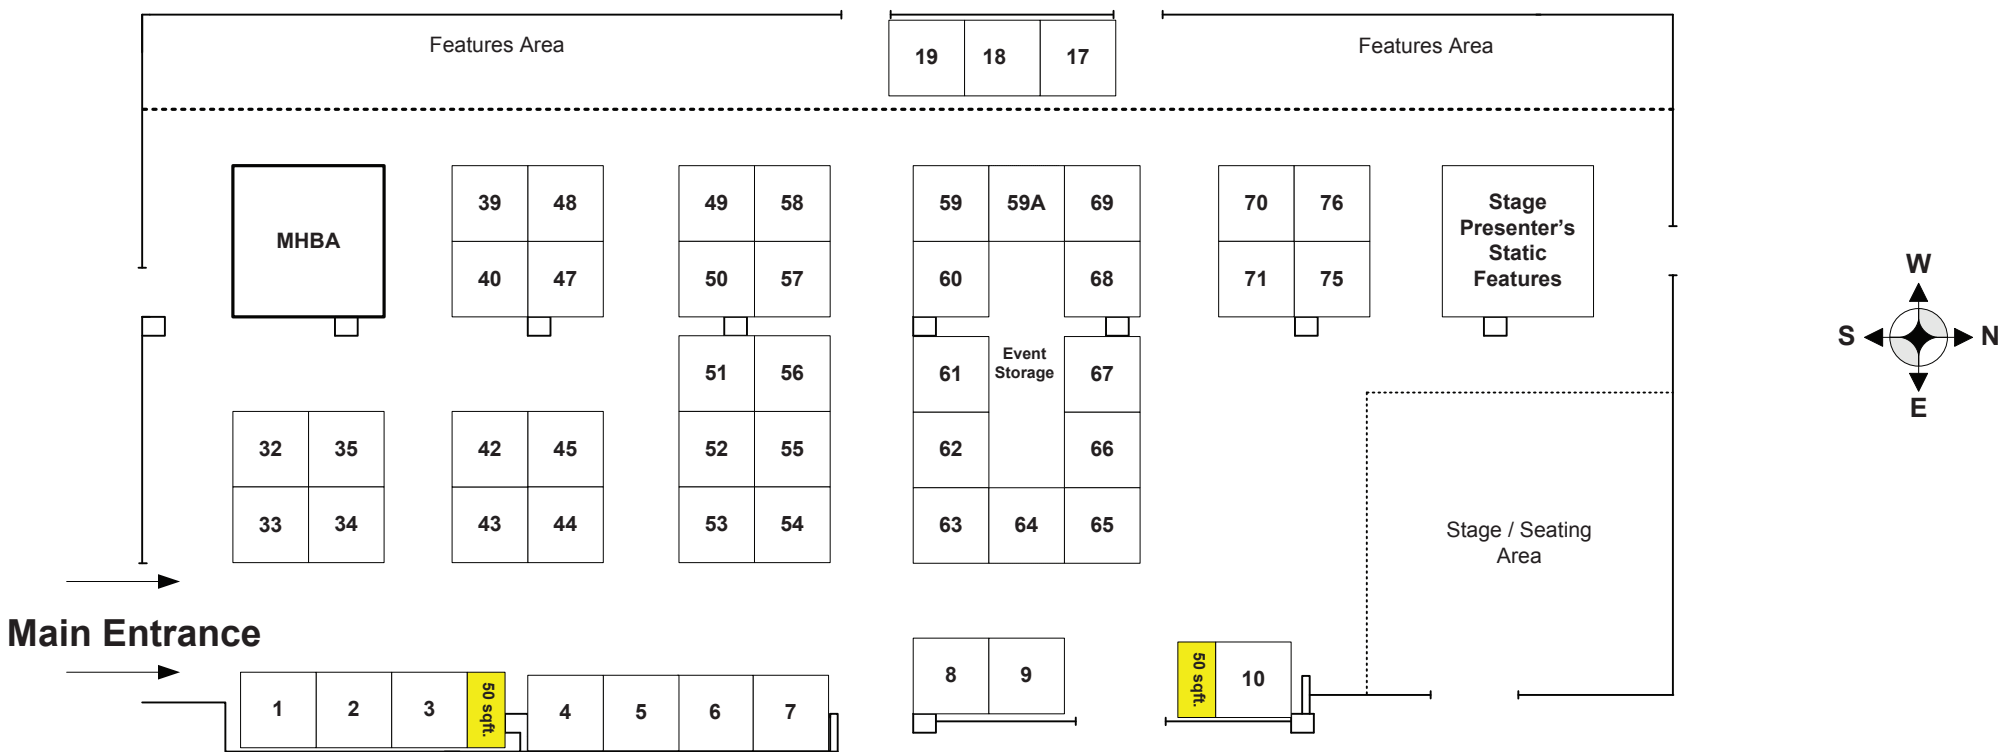 Features Area
19 18 17
Features Area
MHBA
39 48
40 47
49 58
50 57
59 59A 69
60 68
70 76
71 75
Stage
Presenter’s
Static
Features
W
S N
E
51 56
52 55
53 54
61
Event
Storage
67
62 66
63 64 65
32 35
33 34
42 45
43 44
Stage / Seating
Area
Main Entrance
1 2 3 50 sqft.
4 5 6 7
8 9
50 sqft. 10